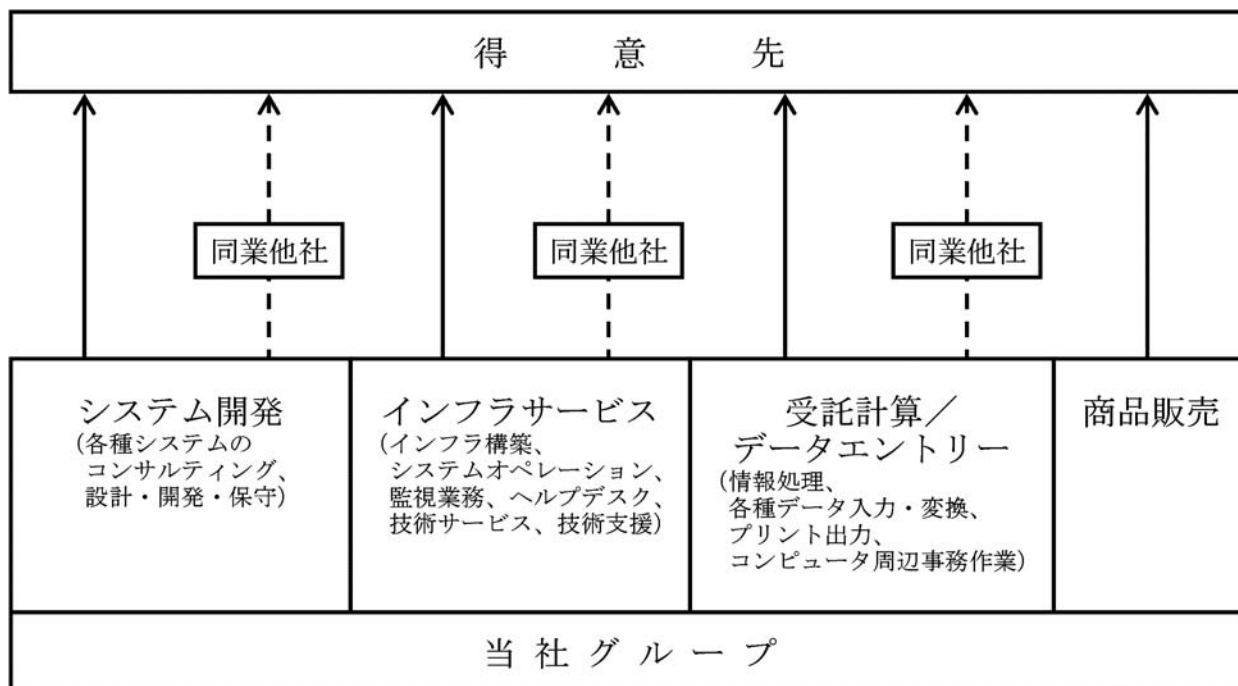 得意先
同業他社
同業他社
同業他社
システム開発
(各種システムの
コンサルティング、
設計・開発・保守)
インフラサービス
(インフラ構築、
システムオペレーション、
監視業務、ヘルプデスク、
技術サービス、技術支援)
受託計算／
データエントリー
(情報処理、
各種データ入力・変換、
プリント出力、
コンピュータ周辺事務作業)
商品販売
当社グループ